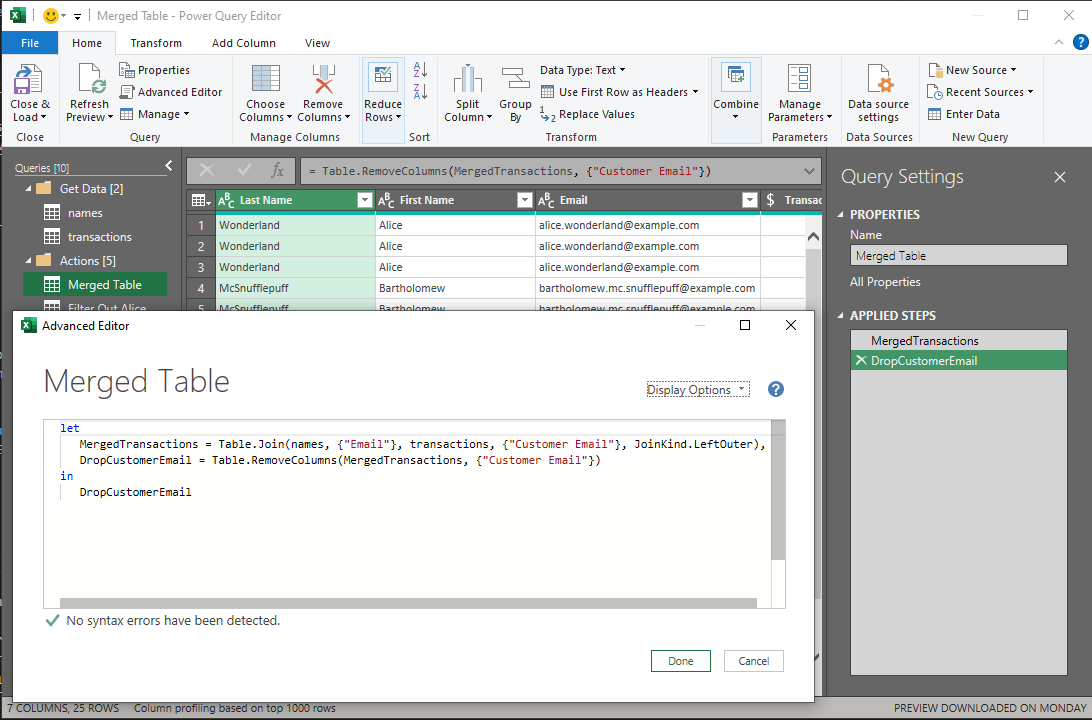 Merged Table - Power Query Editor
File Home Transform Add Column View
Close & Load
Close
Refresh Preview
Properties
Advanced Editor
Manage
Query
Choose Columns
Remove Columns
Manage Columns
Reduce Rows
Sort
Split Column
Group By
Data Type: Text
Use First Row as Headers
Replace Values
Transform
Combine
Manage Parameters
Parameters
Data source settings
Data Sources
New Source
Recent Sources
Enter Data
New Query
Queries [10]
Get Data [2]
names
transactions
Actions [5]
Merged Table
Filter Out Alice
fx
= Table.RemoveColumns(MergedTransactions, {"Customer Email"})
Last Name First Name Email $
1 Wonderland Alice alice.wonderland@example.com
2 Wonderland Alice alice.wonderland@example.com
3 Wonderland Alice alice.wonderland@example.com
4 McSnufflepuff Bartholomew bartholomew.mc.snufflepuff@example.com
5 McSnufflepuff Bartholomew bartholomew.mc.snufflepuff@example.com
Query Settings
PROPERTIES
Name
Merged Table
All Properties
APPLIED STEPS
MergedTransactions
DropCustomerEmail
Advanced Editor
Merged Table
Display Options
let
MergedTransactions = Table.Join(names, {"Email"}, transactions, {"Customer Email"}, JoinKind.LeftOuter),
DropCustomerEmail = Table.RemoveColumns(MergedTransactions, {"Customer Email"})
in
DropCustomerEmail
No syntax errors have been detected.
Done Cancel
7 COLUMNS, 25 ROWS Column profiling based on top 1000 rows
PREVIEW DOWNLOADED ON MONDAY